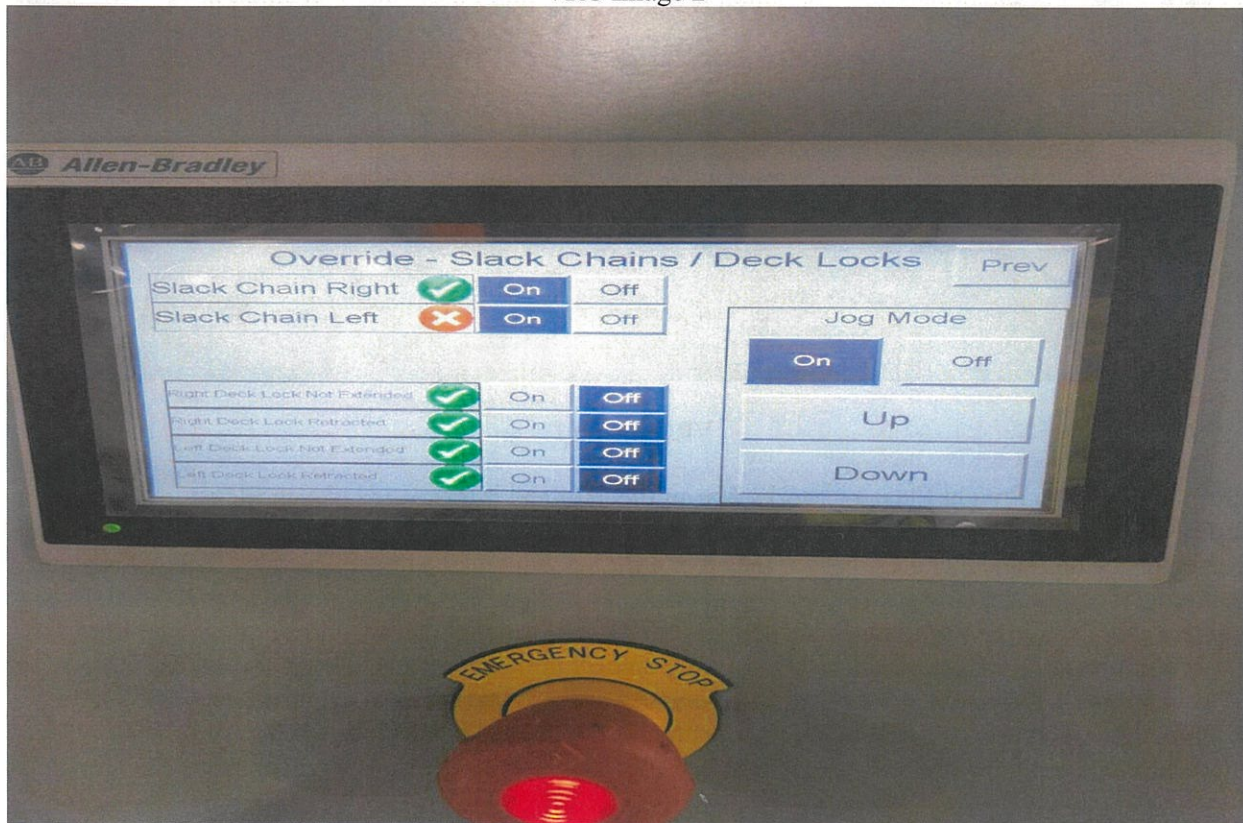 AB Allen-Bradley
Override - Slack Chains / Deck Locks Prev
Slack Chain Right On Off
Slack Chain Left On Off
Jog Mode
On Off
Right Deck Lock Not Extended On Off
Up
Right Deck Lock Retracted On Off
Left Deck Lock Not Extended On Off
Down
Left Deck Lock Retracted On Off
EMERGENCY STOP